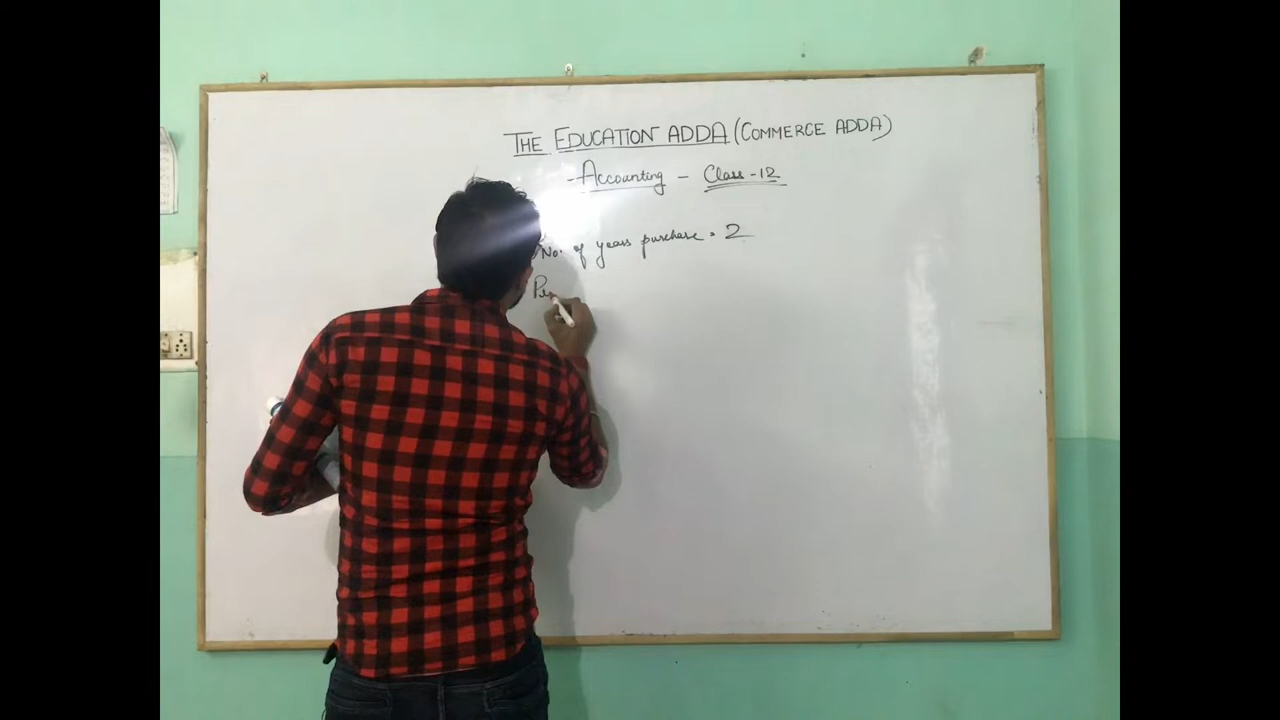 THE EDUCATION ADDA (COMMERCE ADDA)
- Accounting - Class - 12
No. of years purchase = 2